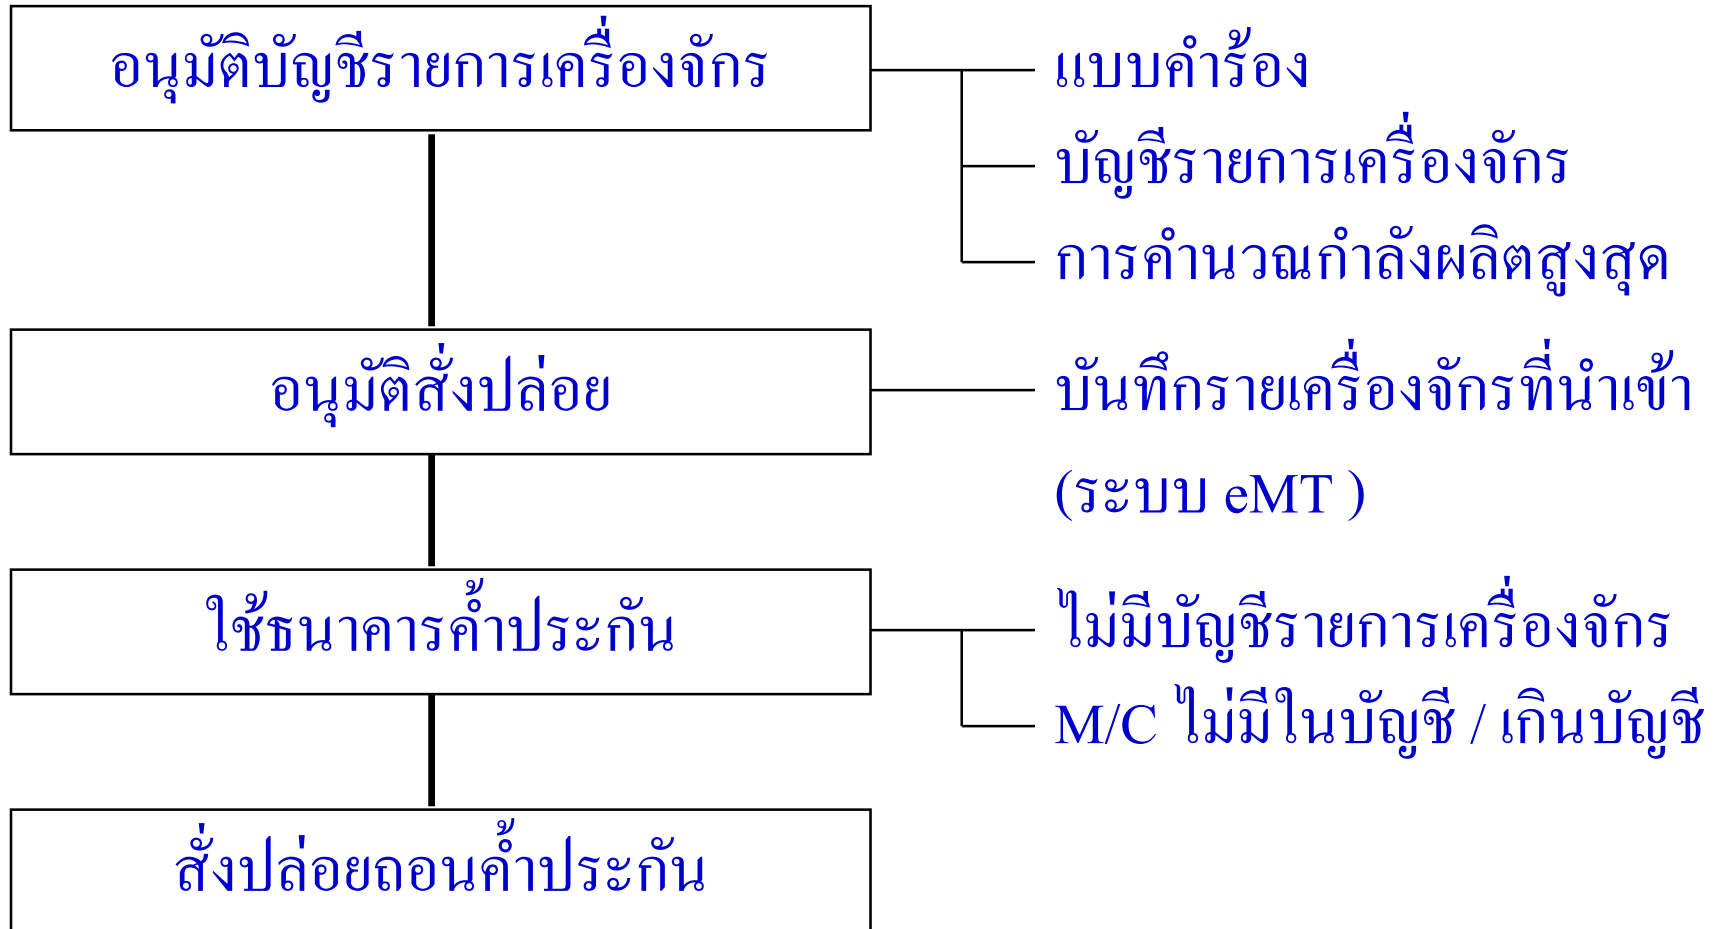 อนุมัติบัญชีรายการเครื่องจักร
แบบคำร้อง
บัญชีรายการเครื่องจักร
การคำนวณกำลังผลิตสูงสุด
อนุมัติสั่งปล่อย
บันทึกรายเครื่องจักรที่นำเข้า
(ระบบ eMT )
ใช้ธนาคารค้ำประกัน
ไม่มีบัญชีรายการเครื่องจักร
M/C ไม่มีในบัญชี / เกินบัญชี
สั่งปล่อยถอนค้ำประกัน